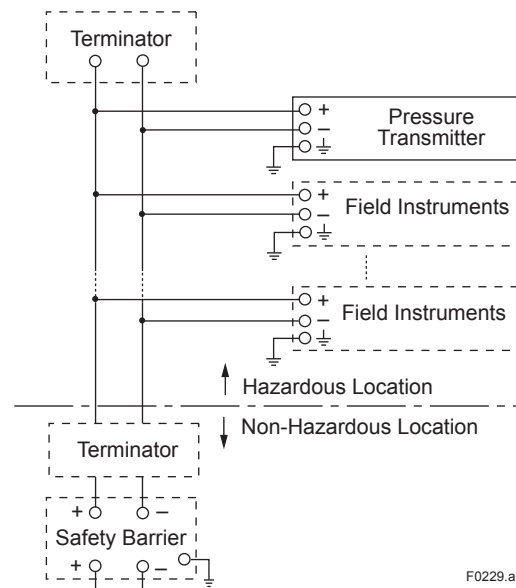 Terminator
+
Pressure
– Transmitter
+
– Field Instruments
+
– Field Instruments
Hazardous Location
Non-Hazardous Location
Terminator
+ –
Safety Barrier
+ –
F0229.a